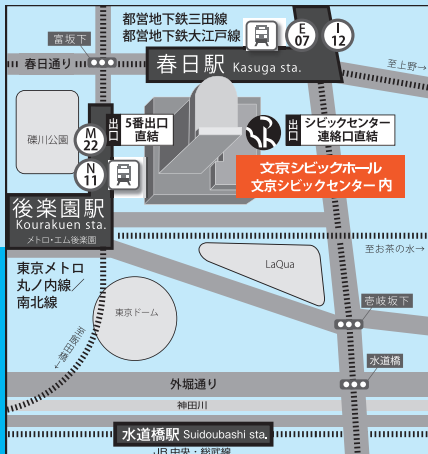 都営地下鉄三田線
都営地下鉄大江戸線
E
07
I
12
富坂下
春日通り
春日駅 Kasuga sta.
至上野→
礫川公園
M
22
出口
5番出口
直結
出口
シビックセンター
連絡口直結
N
11
文京シビックホール
文京シビックセンター 内
後楽園駅
Kourakuen sta.
メトロ・エム後楽園
至お茶の水→
東京メトロ
丸ノ内線/
南北線
LaQua
東京ドーム
壱岐坂下
至飯田橋→
水道橋
外堀通り
神田川
水道橋駅 Suidoubashi sta.
JR 中央・総武線